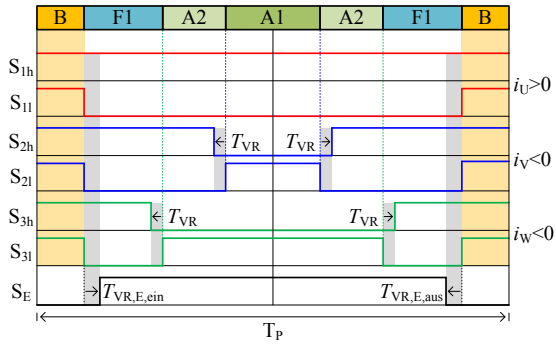 B F1 A2 A1 A2 F1 B
S1h
S1l iU>0
S2h TVR TVR
S2l iV<0
S3h TVR TVR iW<0
S3l
SE TVR,E,ein TVR,E,aus
TP